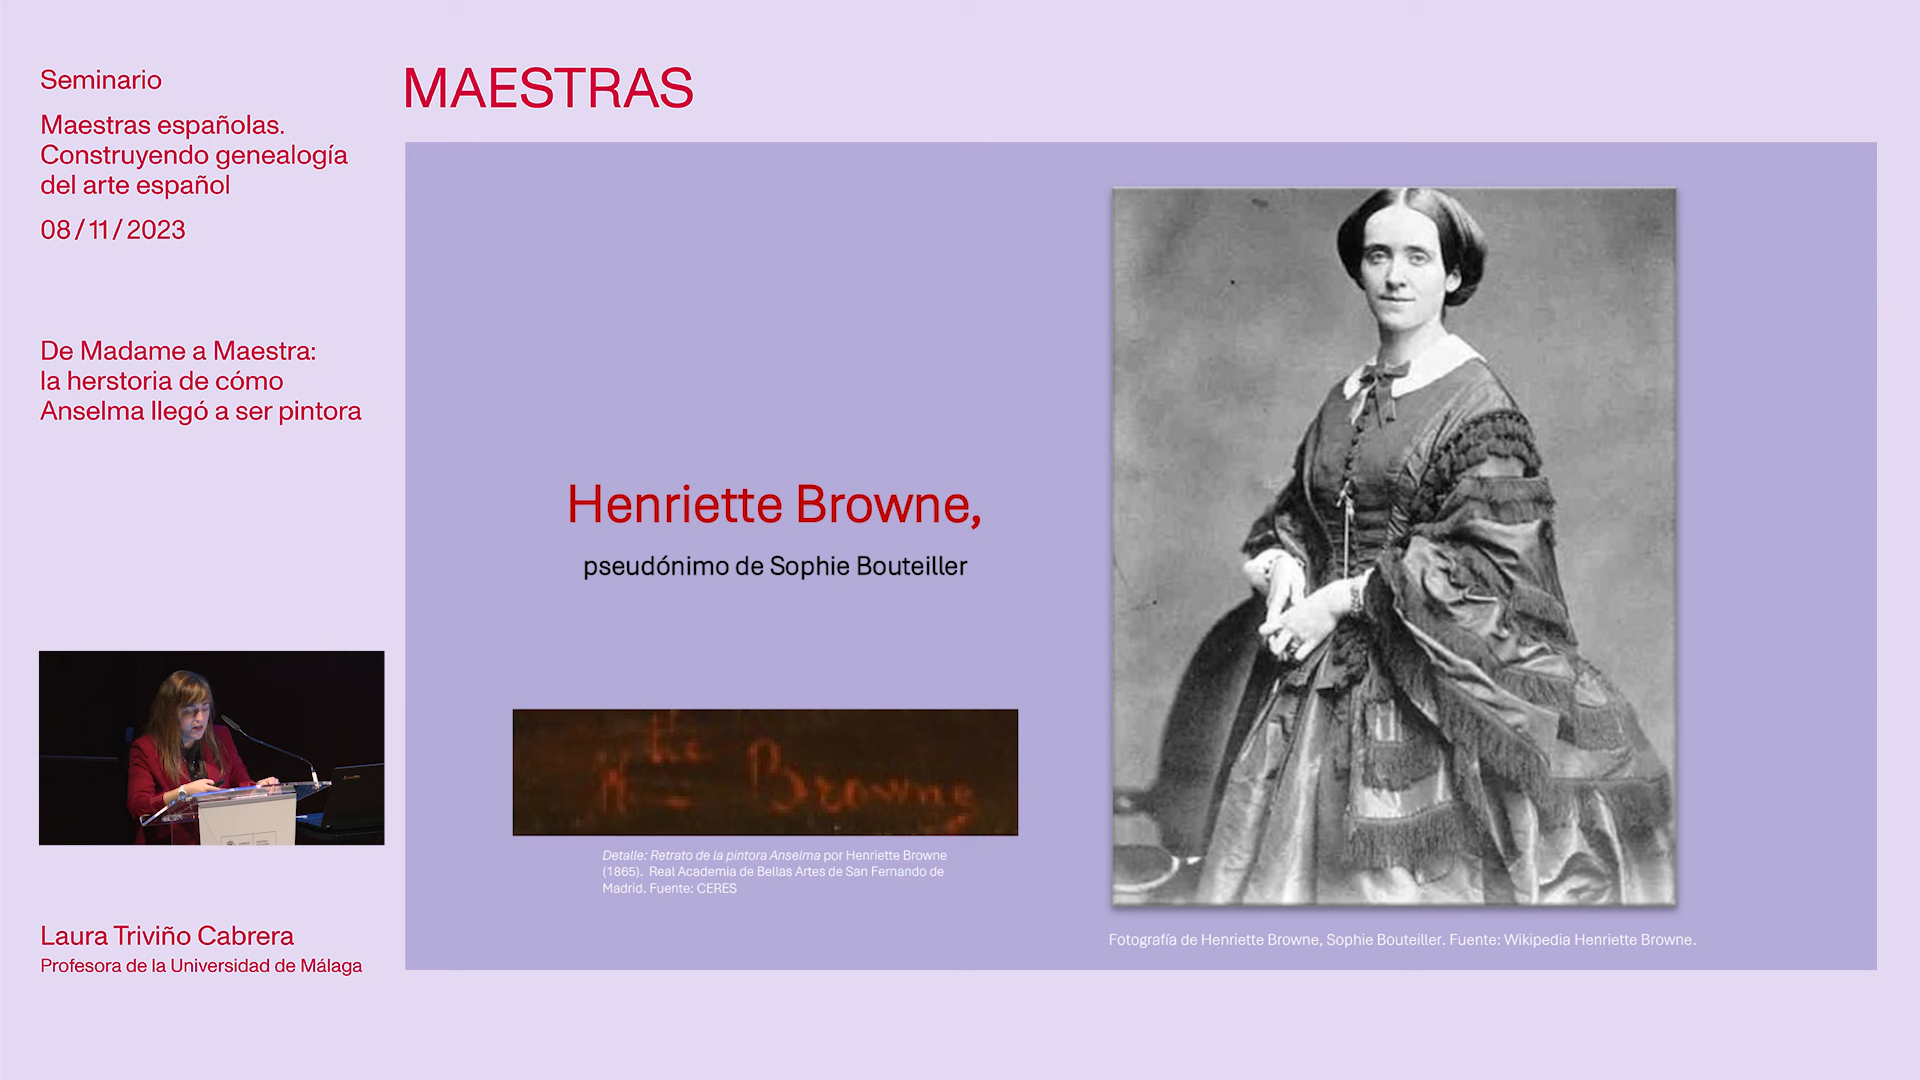 Seminario
Maestras españolas.
Construyendo genealogía
del arte español
08/11/2023
De Madame a Maestra:
la herstoria de cómo
Anselma llegó a ser pintora
Laura Triviño Cabrera
Profesora de la Universidad de Málaga
MAESTRAS
Henriette Browne,
pseudónimo de Sophie Bouteiller
Htte Browne
Detalle: Retrato de la pintora Anselma por Henriette Browne
(1865). Real Academia de Bellas Artes de San Fernando de
Madrid. Fuente: CERES
Fotografía de Henriette Browne, Sophie Bouteiller. Fuente: Wikipedia Henriette Browne.